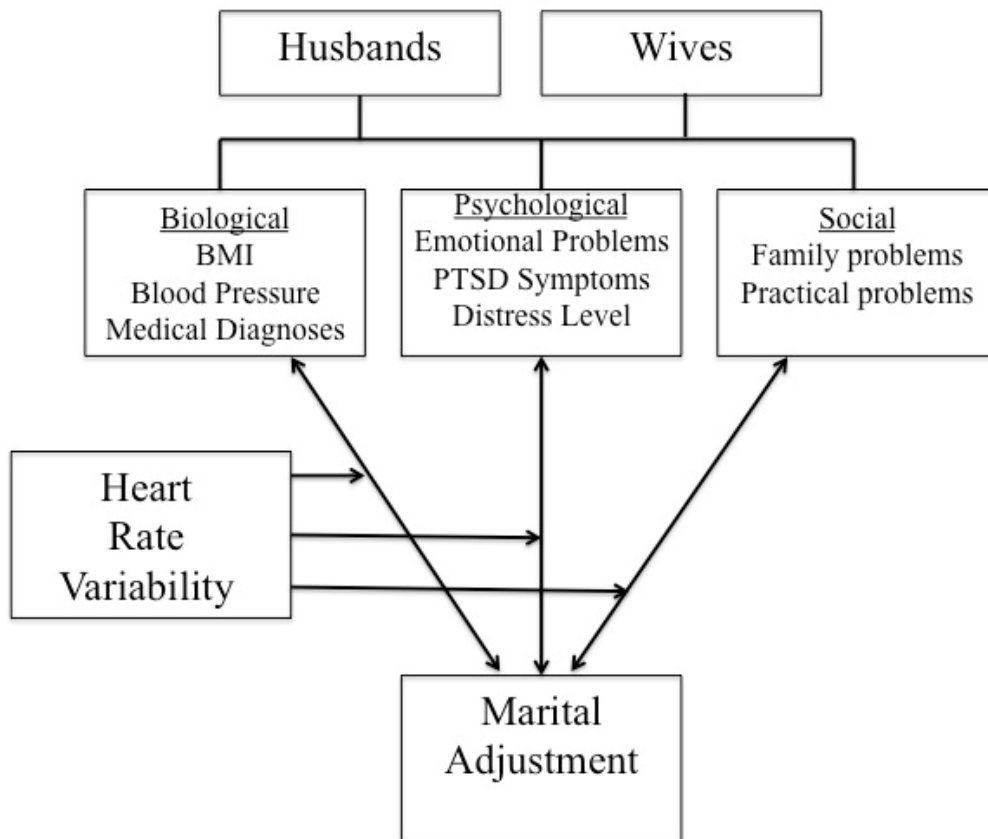 Husbands
Wives
Biological
BMI
Blood Pressure
Medical Diagnoses
Psychological
Emotional Problems
PTSD Symptoms
Distress Level
Social
Family problems
Practical problems
Heart
Rate
Variability
Marital
Adjustment